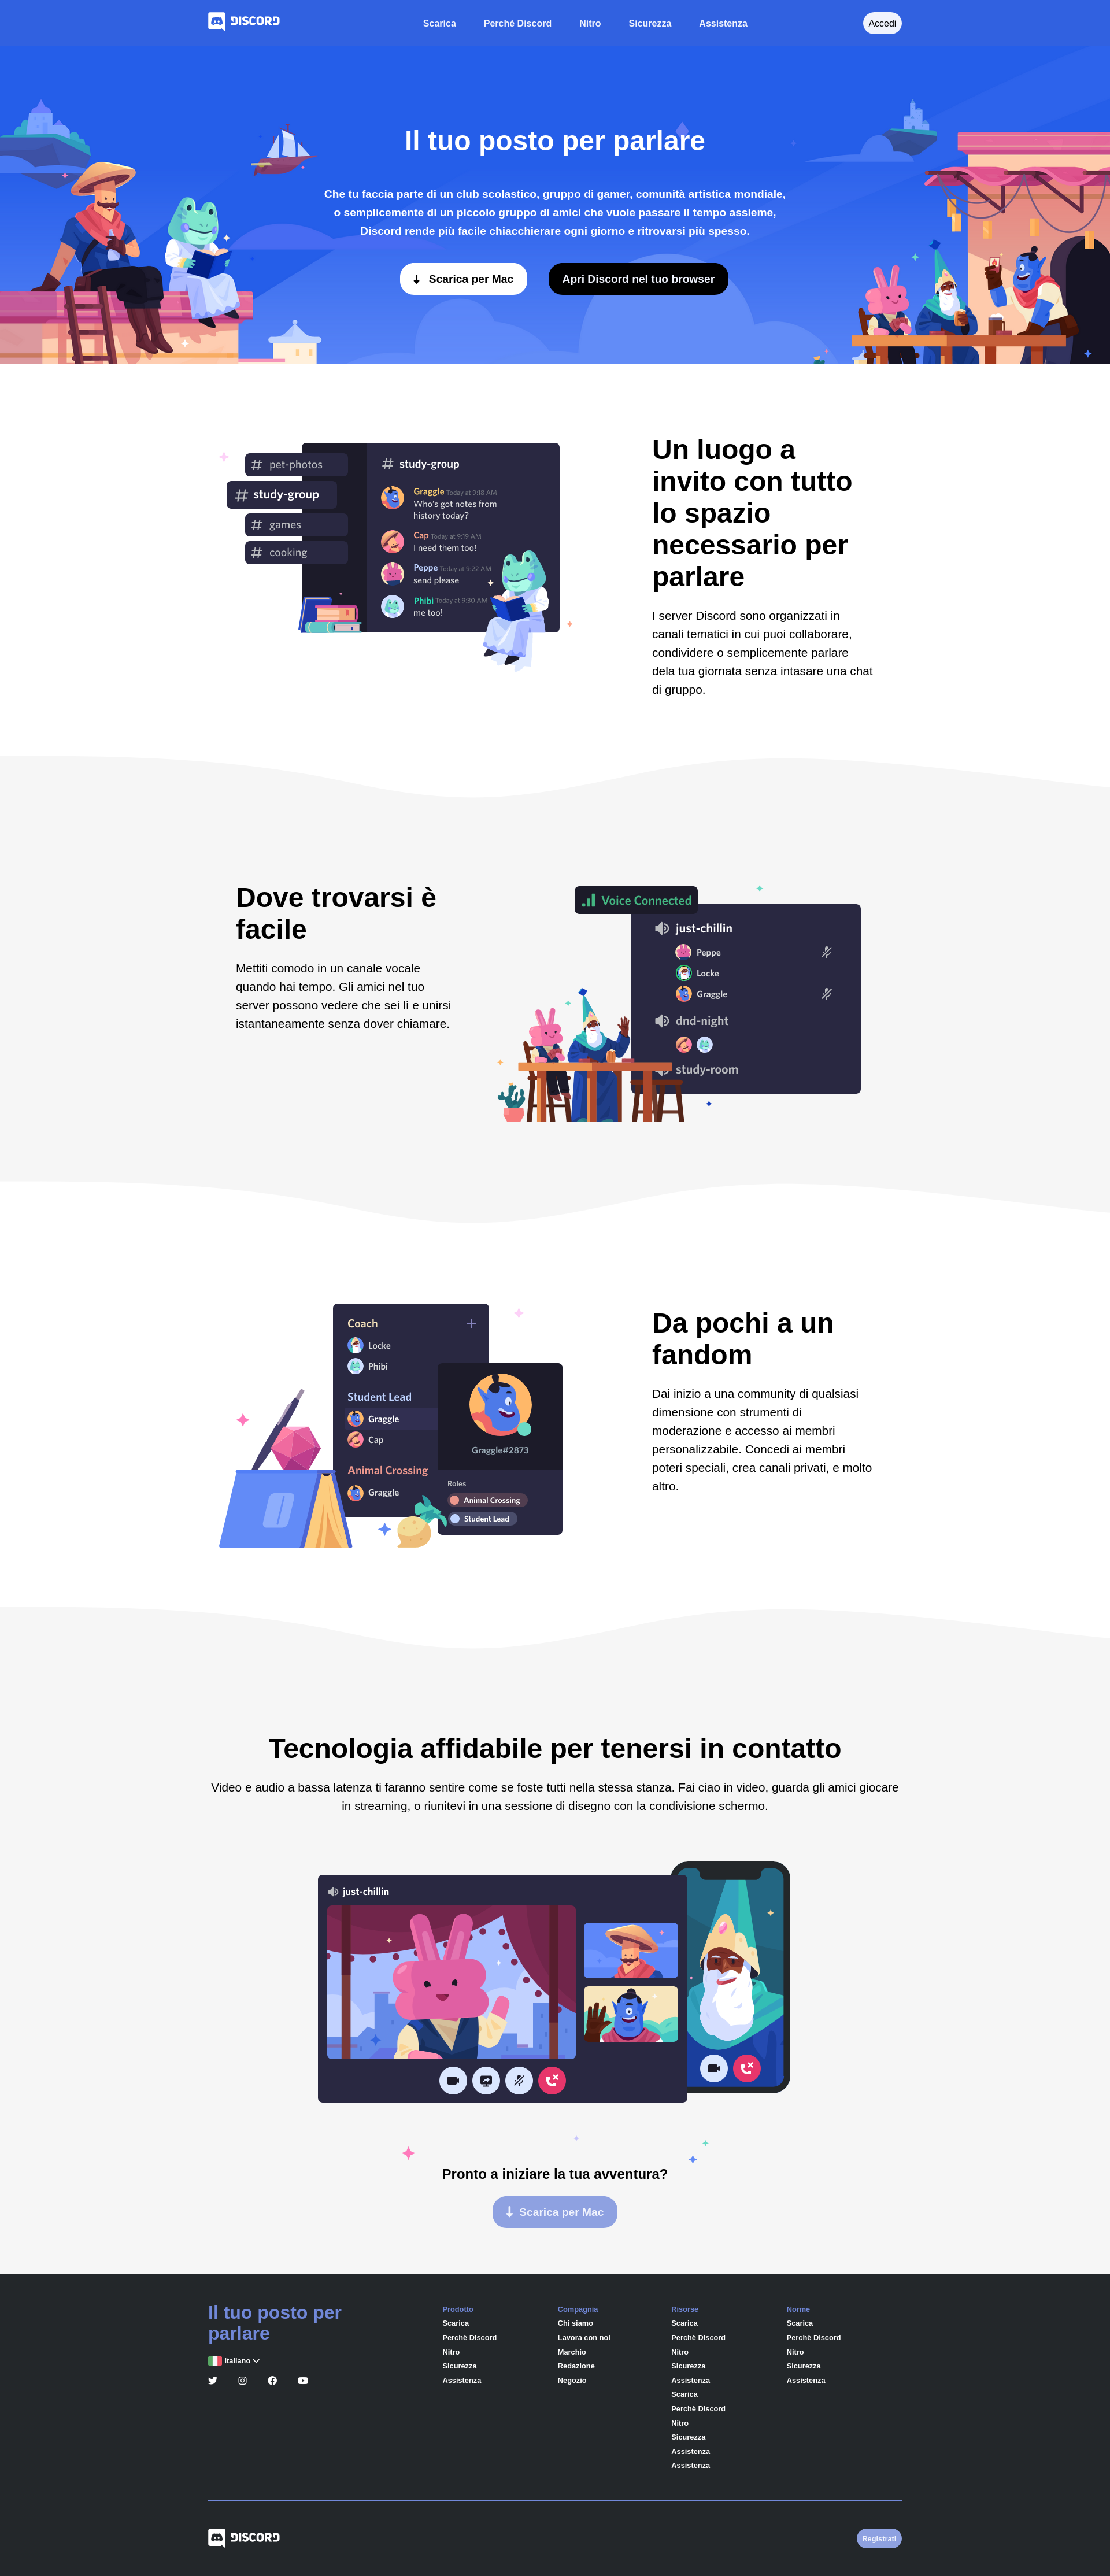 DISCORD
Scarica
Perchè Discord
Nitro
Sicurezza
Assistenza
Accedi
Il tuo posto per parlare
Che tu faccia parte di un club scolastico, gruppo di gamer, comunità artistica mondiale,
o semplicemente di un piccolo gruppo di amici che vuole passare il tempo assieme,
Discord rende più facile chiacchierare ogni giorno e ritrovarsi più spesso.
Scarica per Mac
Apri Discord nel tuo browser
# pet-photos
# study-group
# games
# cooking
# study-group
Graggle Today at 9:18 AM
Who's got notes from
history today?
Cap Today at 9:19 AM
I need them too!
Peppe Today at 9:22 AM
send please
Phibi Today at 9:30 AM
me too!
Un luogo a
invito con tutto
lo spazio
necessario per
parlare
I server Discord sono organizzati in
canali tematici in cui puoi collaborare,
condividere o semplicemente parlare
dela tua giornata senza intasare una chat
di gruppo.
Dove trovarsi è
facile
Mettiti comodo in un canale vocale
quando hai tempo. Gli amici nel tuo
server possono vedere che sei lì e unirsi
istantaneamente senza dover chiamare.
Voice Connected
just-chillin
Peppe
Locke
Graggle
dnd-night
study-room
Coach
Locke
Phibi
Student Lead
Graggle
Cap
Animal Crossing
Graggle
Graggle#2873
Roles
Animal Crossing
Student Lead
Da pochi a un
fandom
Dai inizio a una community di qualsiasi
dimensione con strumenti di
moderazione e accesso ai membri
personalizzabile. Concedi ai membri
poteri speciali, crea canali privati, e molto
altro.
Tecnologia affidabile per tenersi in contatto
Video e audio a bassa latenza ti faranno sentire come se foste tutti nella stessa stanza. Fai ciao in video, guarda gli amici giocare
in streaming, o riunitevi in una sessione di disegno con la condivisione schermo.
just-chillin
Pronto a iniziare la tua avventura?
Scarica per Mac
Il tuo posto per
parlare
Italiano
Prodotto
Scarica
Perchè Discord
Nitro
Sicurezza
Assistenza
Compagnia
Chi siamo
Lavora con noi
Marchio
Redazione
Negozio
Risorse
Scarica
Perchè Discord
Nitro
Sicurezza
Assistenza
Scarica
Perchè Discord
Nitro
Sicurezza
Assistenza
Assistenza
Norme
Scarica
Perchè Discord
Nitro
Sicurezza
Assistenza
DISCORD
Registrati